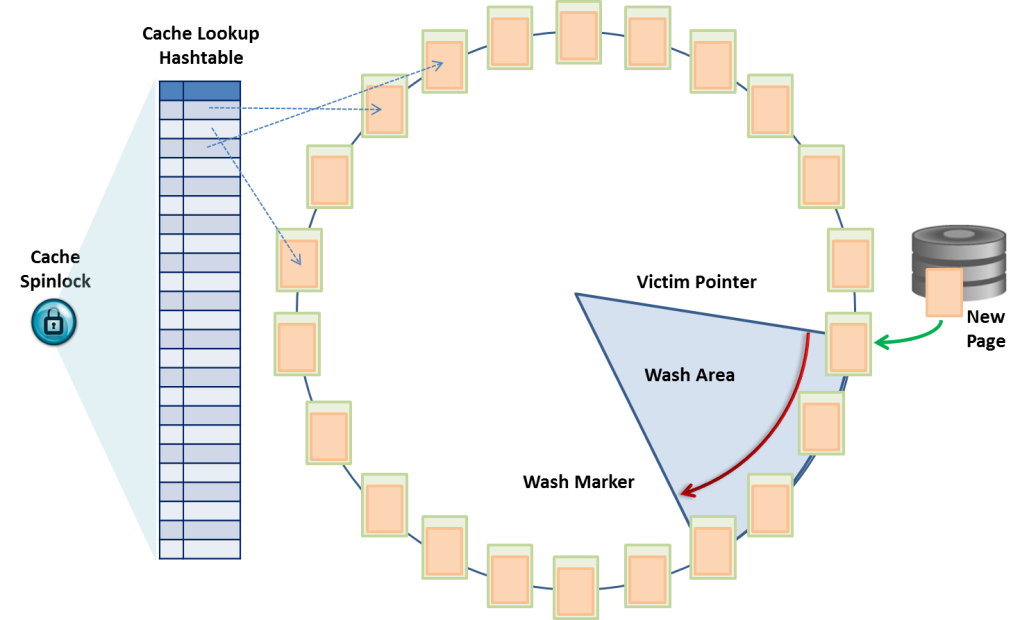 Cache Lookup
Hashtable
Cache
Spinlock
Victim Pointer
New
Page
Wash Area
Wash Marker